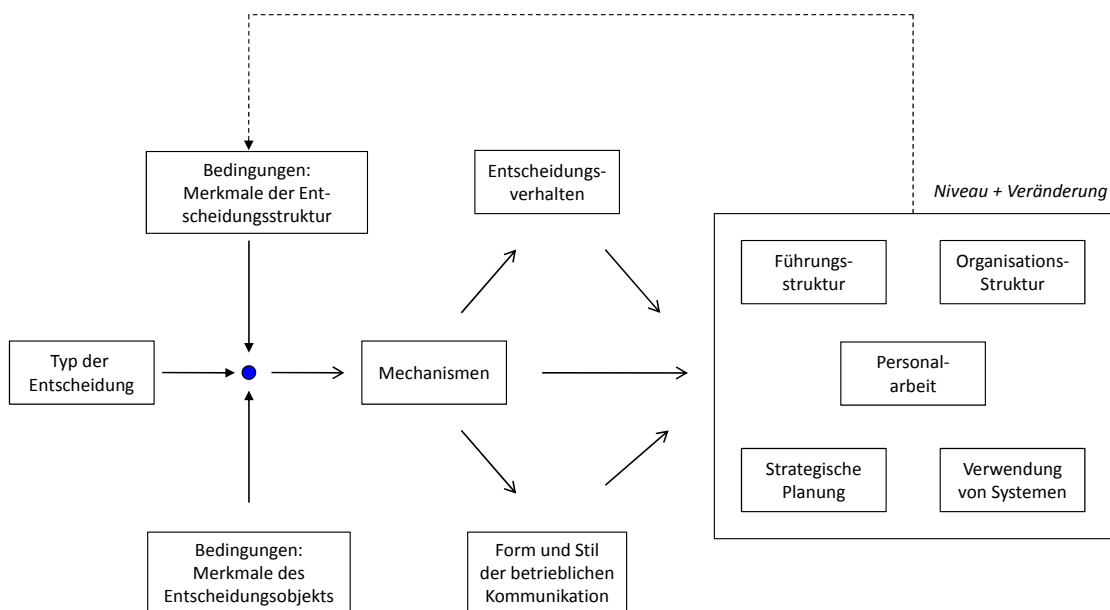 Bedingungen:
Merkmale der Ent-
scheidungsstruktur
Entscheidungs-
verhalten
Niveau + Veränderung
Führungs-
struktur
Organisations-
Struktur
Typ der
Entscheidung
Mechanismen
Personal-
arbeit
Strategische
Planung
Verwendung
von Systemen
Bedingungen:
Merkmale des
Entscheidungsobjekts
Form und Stil
der betrieblichen
Kommunikation